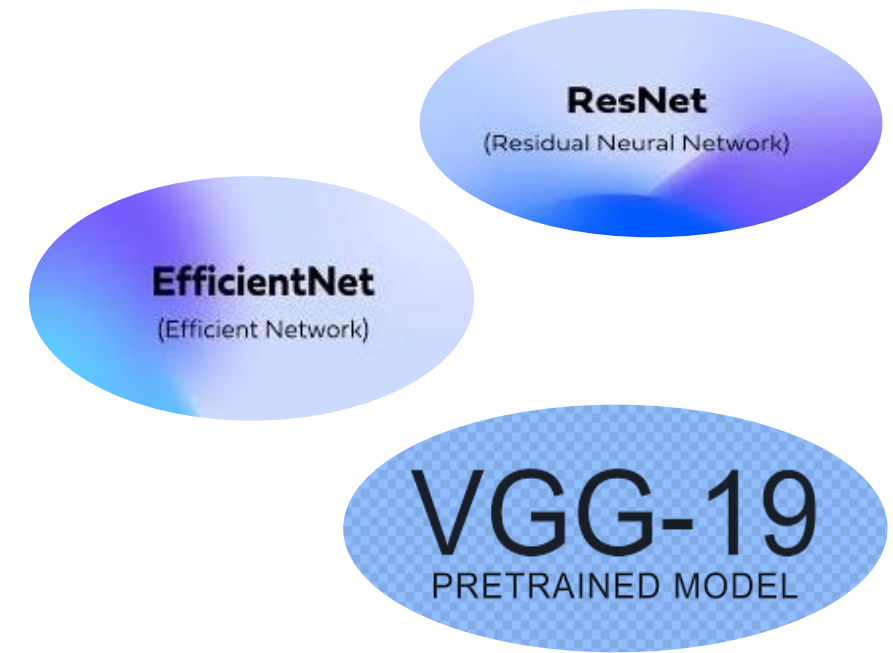 ResNet
(Residual Neural Network)
EfficientNet
(Efficient Network)
VGG-19
PRETRAINED MODEL